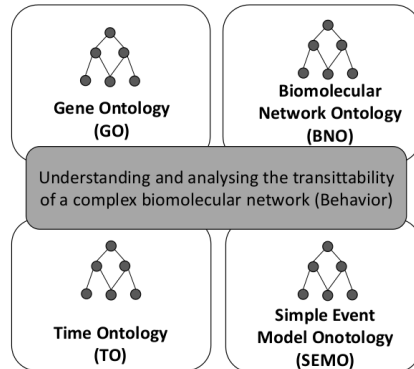 Gene Ontology
(GO)
Biomolecular
Network Ontology
(BNO)
Understanding and analysing the transittability
of a complex biomolecular network (Behavior)
Time Ontology
(TO)
Simple Event
Model Onotology
(SEMO)